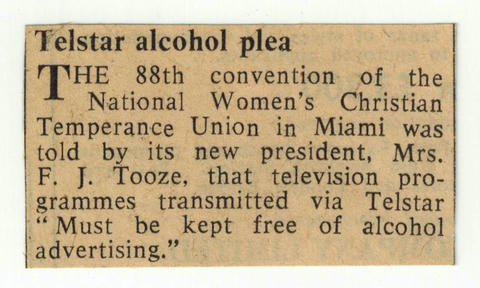 Telstar alcohol plea
THE 88th convention of the
National Women's Christian
Temperance Union in Miami was
told by its new president, Mrs.
F. J. Tooze, that television pro-
grammes transmitted via Telstar
"Must be kept free of alcohol
advertising."